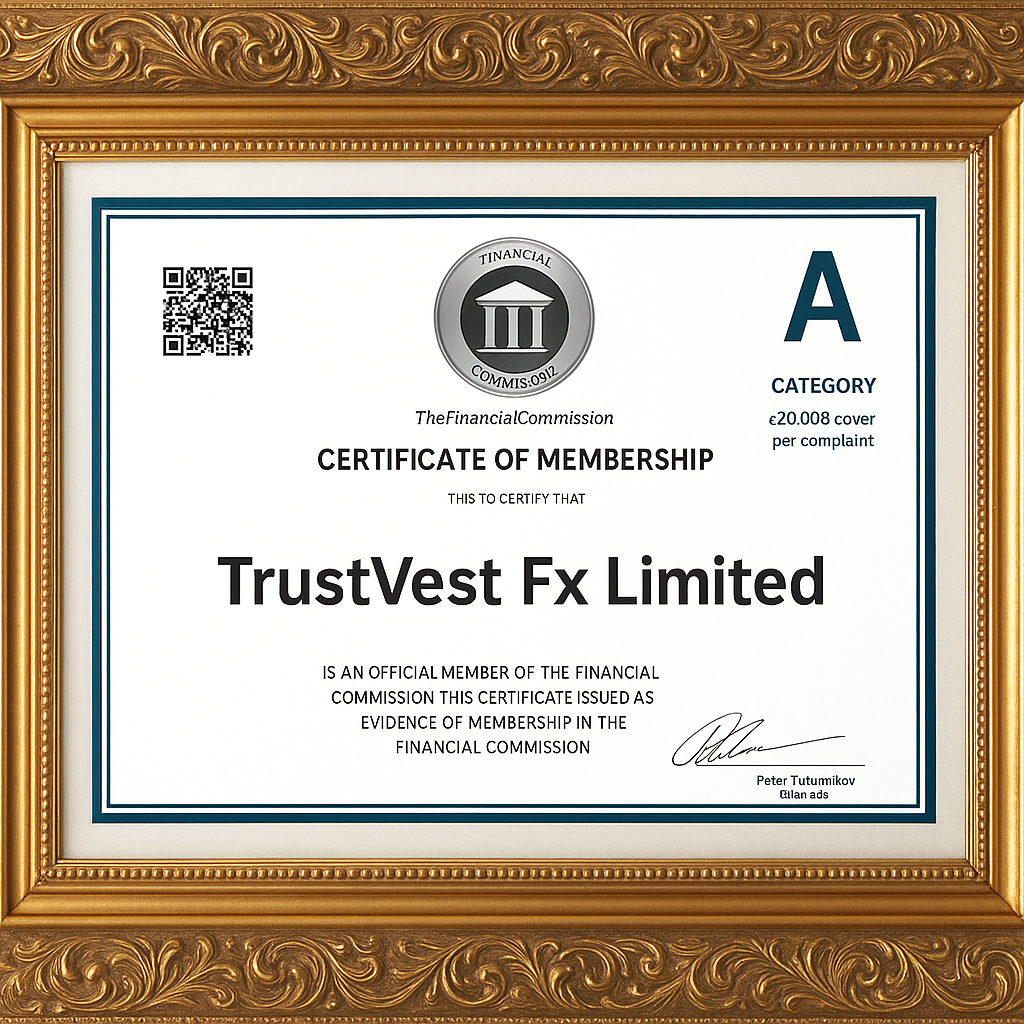 TINANCIAL
COMMIS:0912
TheFinancialCommission
CERTIFICATE OF MEMBERSHIP
THIS TO CERTIFY THAT
A
CATEGORY
€20.008 cover
per complaint
TrustVest Fx Limited
IS AN OFFICIAL MEMBER OF THE FINANCIAL
COMMISSION THIS CERTIFICATE ISSUED AS
EVIDENCE OF MEMBERSHIP IN THE
FINANCIAL COMMISSION
Peter Tutumikov
ads